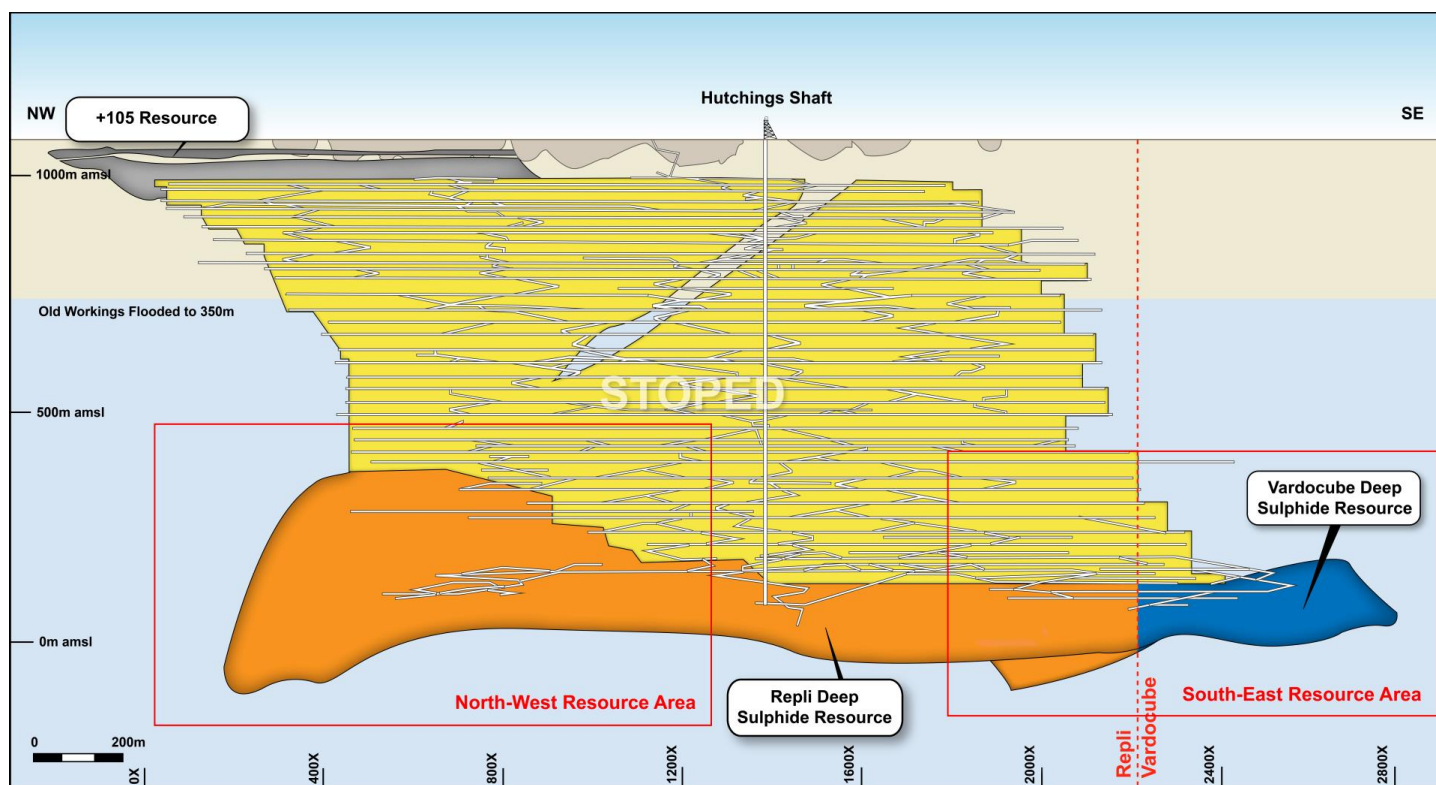 Hutchings Shaft
NW
SE
+105 Resource
1000m amsl
Old Workings Flooded to 350m
STOPED
500m amsl
Vardocube Deep
Sulphide Resource
0m amsl
North-West Resource Area
Repli Deep
Sulphide Resource
South-East Resource Area
Repli
Vardocube
0
200m
0X
400X
800X
1200X
1600X
2000X
2400X
2800X